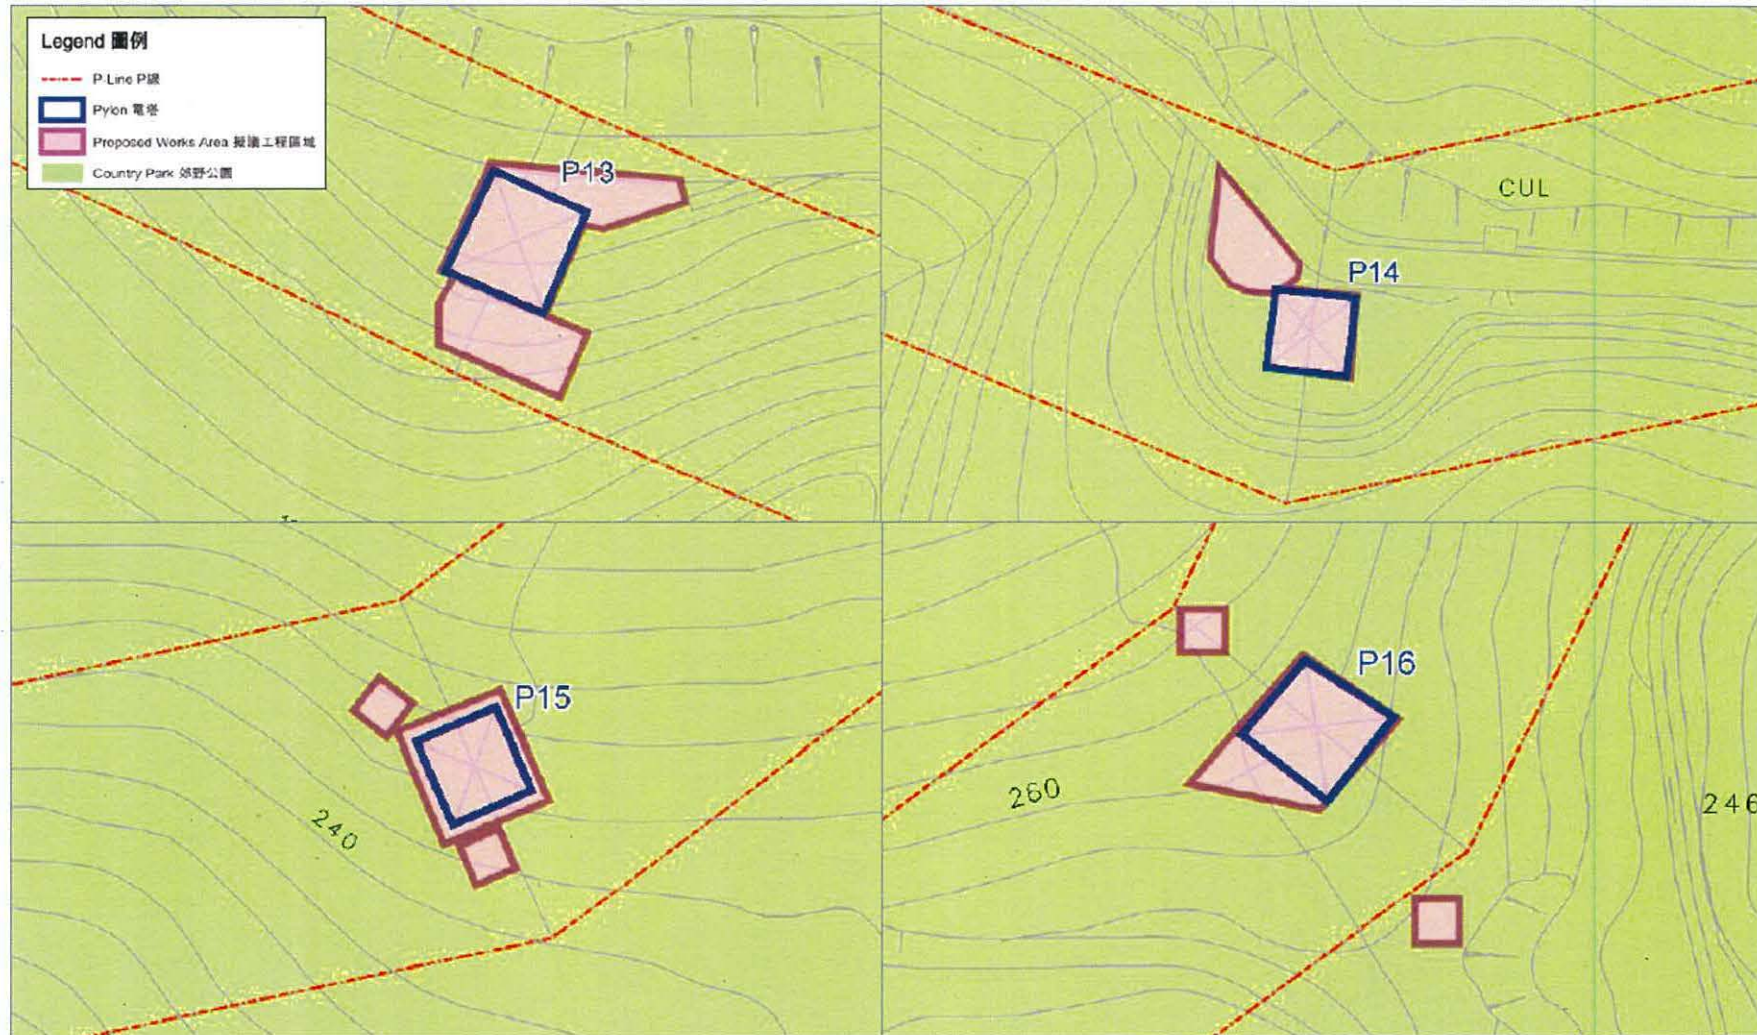 Legend 圖例
P-Line P線
Pylon 電塔
Proposed Works Area 擬議工程區域
Country Park 郊野公園
P13
CUL
P14
P15
240
P16
260
246